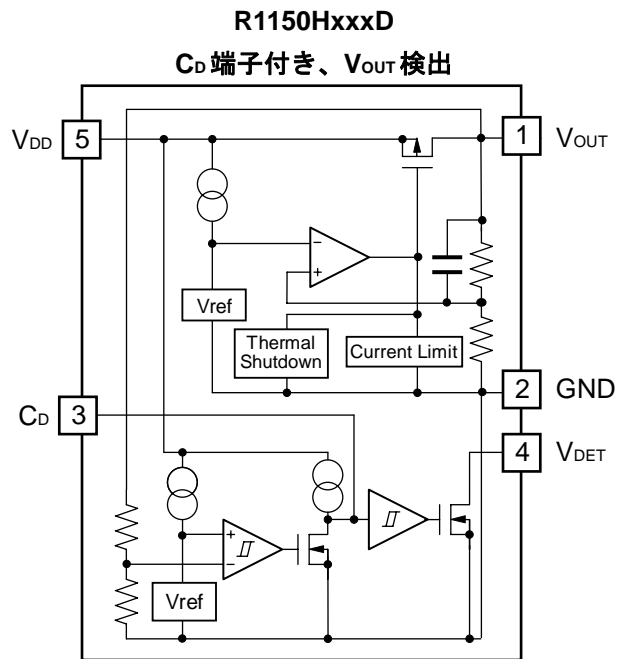 R1150HxxxD
CD 端子付き、VOUT 検出
VDD 5
1 VOUT
−
+
Vref
Thermal
Shutdown
Current Limit
2 GND
CD 3
4 VDET
+
−
Vref